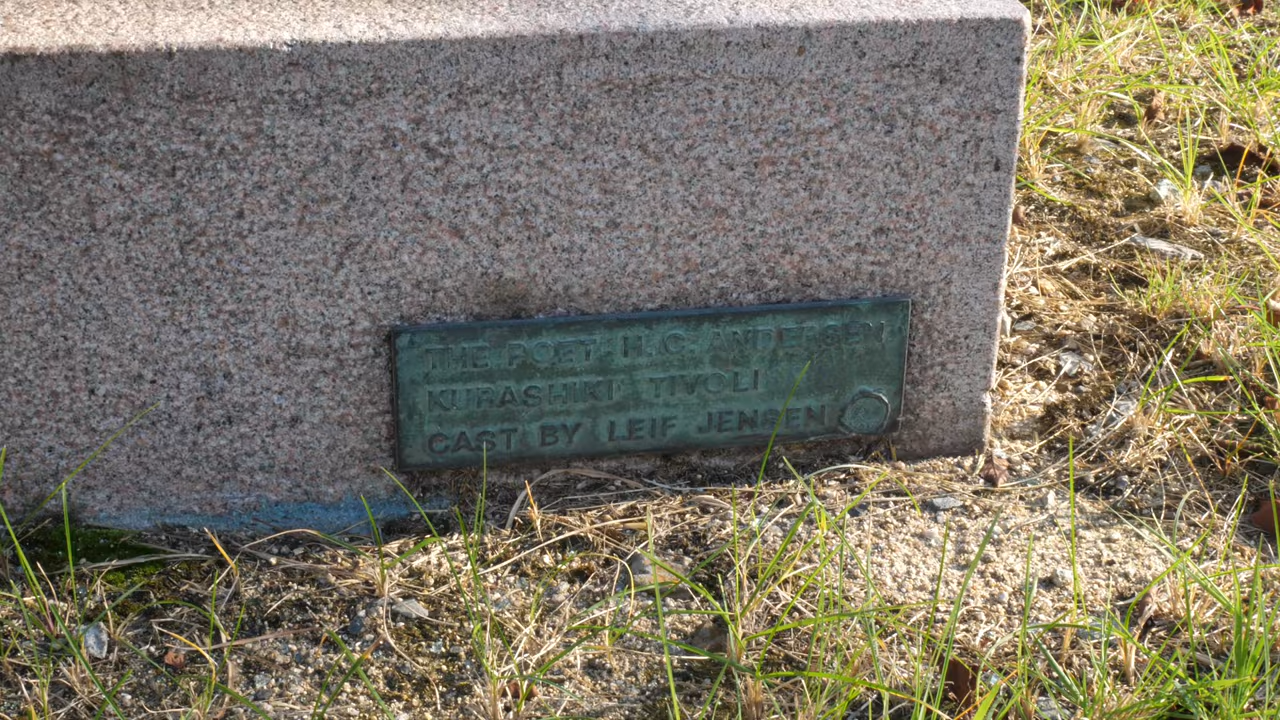 THE POET H.C. ANDERSEN
KURASHIKI TIVOLI
CAST BY LEIF JENSEN